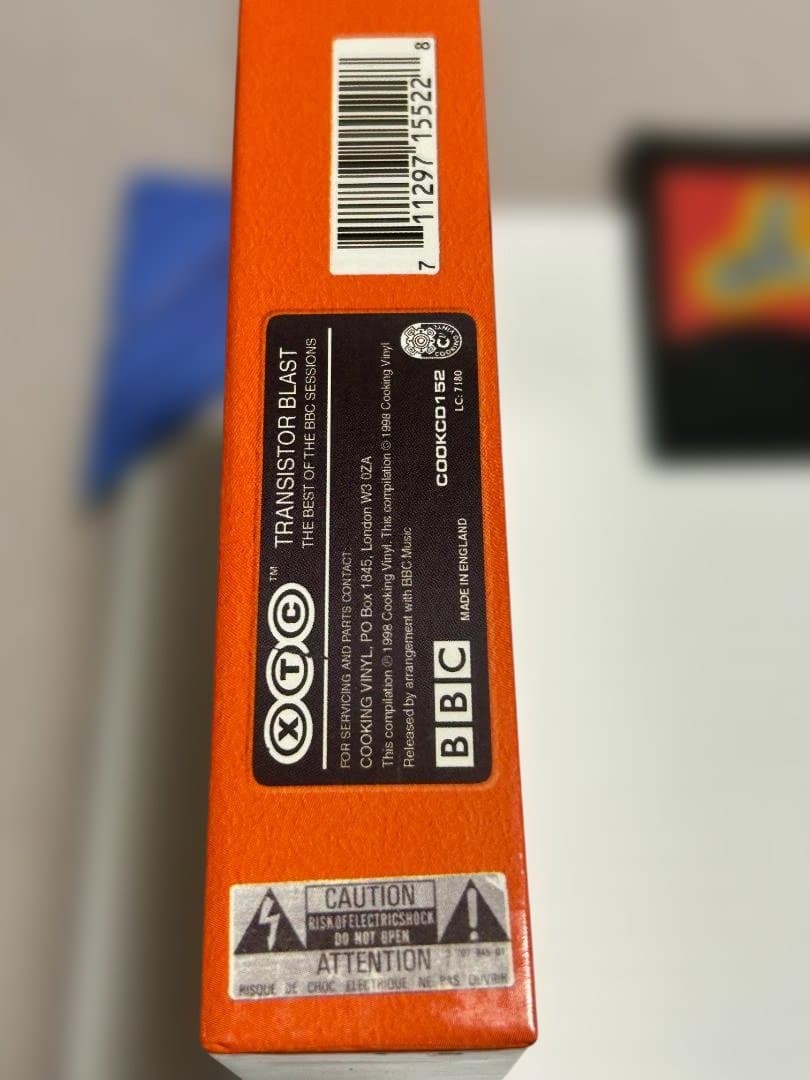 7 11297 15522 8
XTC™
TRANSISTOR BLAST
THE BEST OF THE BBC SESSIONS
FOR SERVICING AND PARTS CONTACT:
COOKING VINYL, PO Box 1845, London W3 0ZA
This compilation ℗ 1998 Cooking Vinyl. This compilation © 1998 Cooking Vinyl
Released by arrangement with BBC Music
BBC
MADE IN ENGLAND
COOKCD152
LC: 7180
COOKING VINYL
CAUTION
RISK OF ELECTRIC SHOCK
DO NOT OPEN
ATTENTION
RISQUE DE CHOC ELECTRIQUE NE PAS OUVRIR